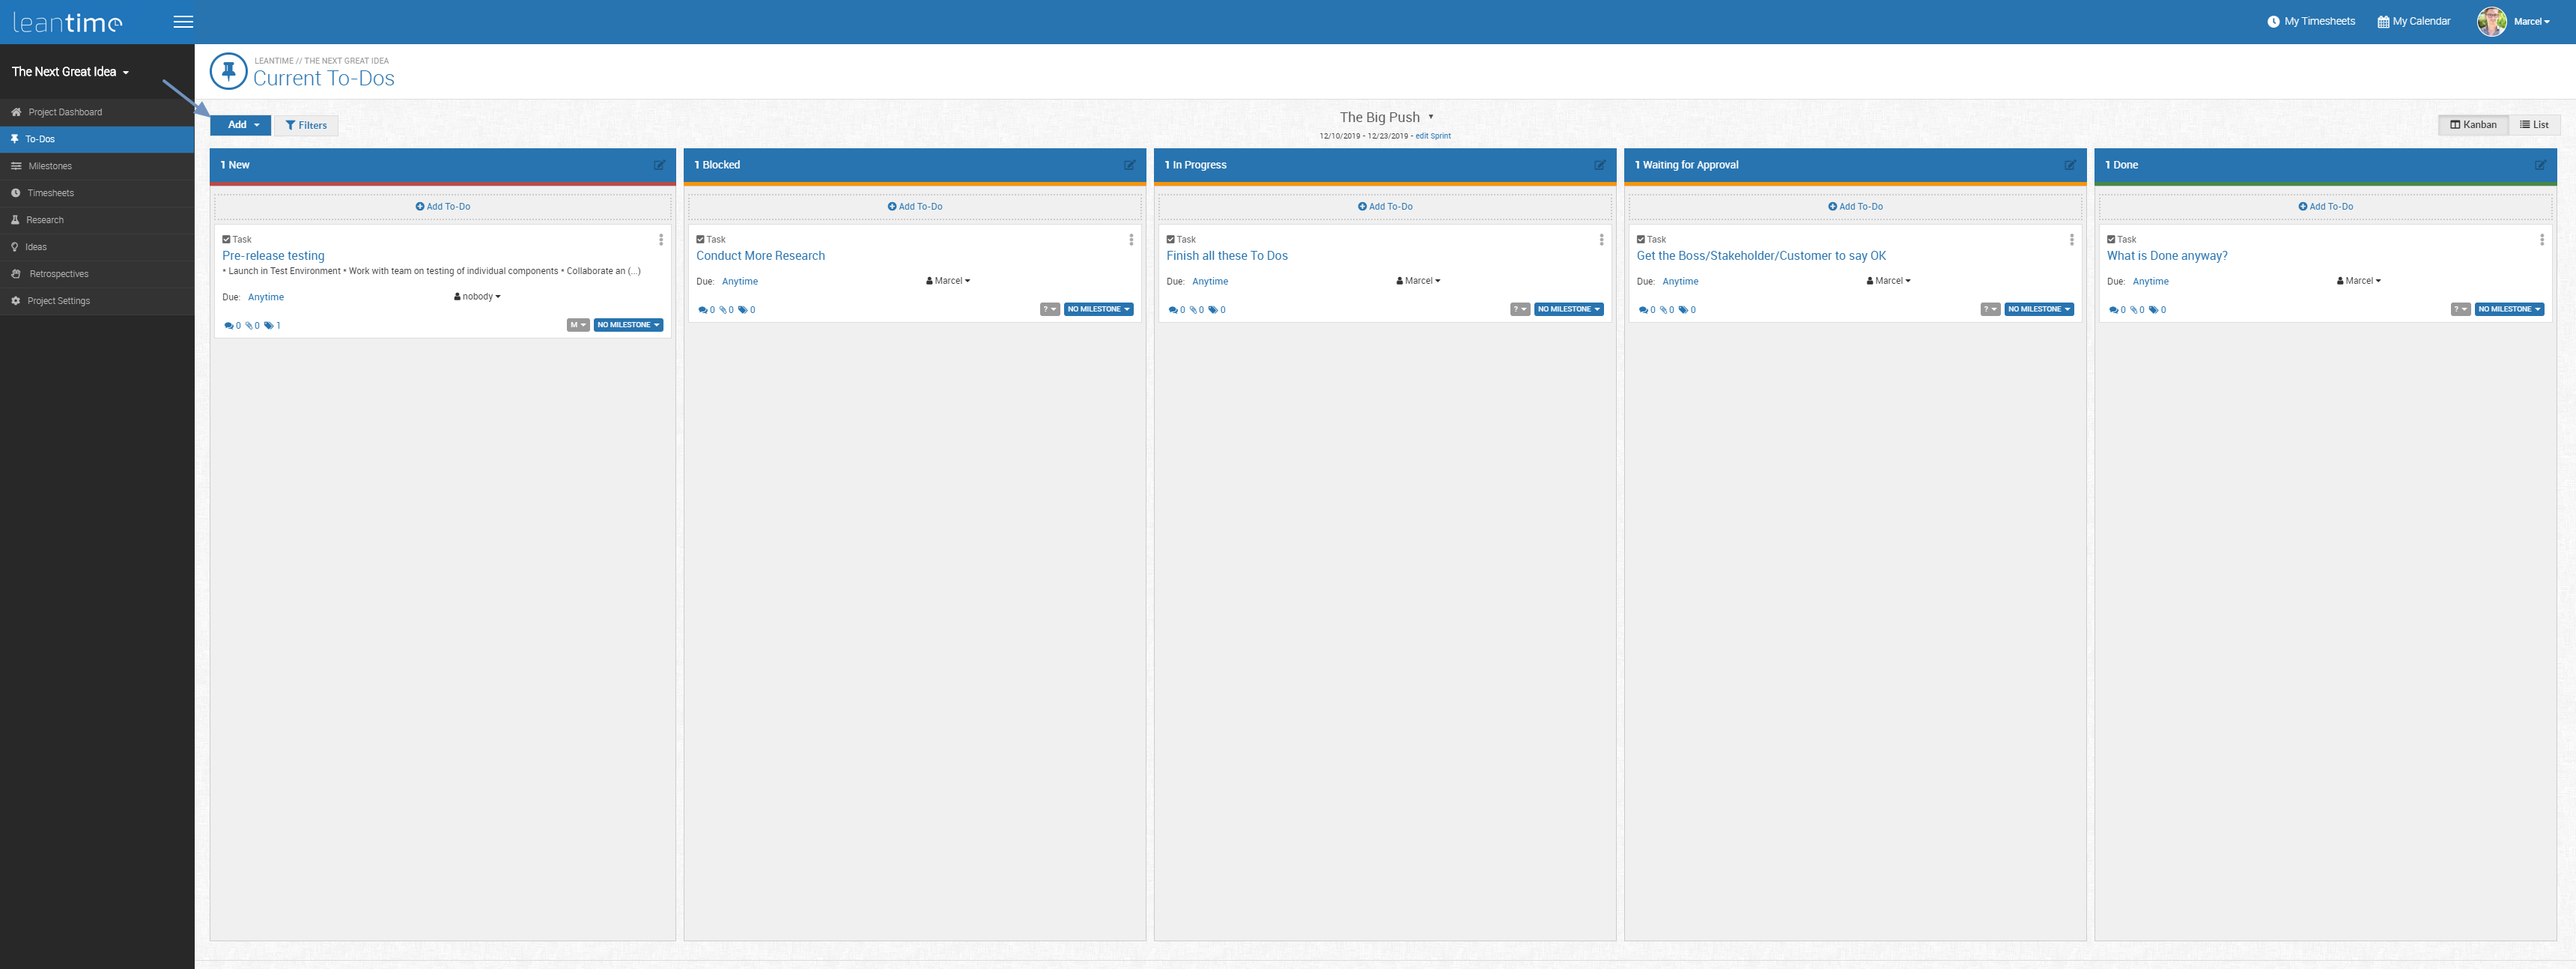 leantime
My Timesheets
My Calendar
Marcel
The Next Great Idea
Project Dashboard
To-Dos
Milestones
Timesheets
Research
Ideas
Retrospectives
Project Settings
LEANTIME // THE NEXT GREAT IDEA
Current To-Dos
Add
Filters
The Big Push
12/10/2019 - 12/23/2019 - edit Sprint
Kanban
List
1 New
Add To-Do
Task
Pre-release testing
• Launch in Test Environment • Work with team on testing of individual components • Collaborate an (...)
Due: Anytime
nobody
0 0 1
M
NO MILESTONE
1 Blocked
Add To-Do
Task
Conduct More Research
Due: Anytime
Marcel
0 0 0
?
NO MILESTONE
1 In Progress
Add To-Do
Task
Finish all these To Dos
Due: Anytime
Marcel
0 0 0
?
NO MILESTONE
1 Waiting for Approval
Add To-Do
Task
Get the Boss/Stakeholder/Customer to say OK
Due: Anytime
Marcel
0 0 0
?
NO MILESTONE
1 Done
Add To-Do
Task
What is Done anyway?
Due: Anytime
Marcel
0 0 0
?
NO MILESTONE